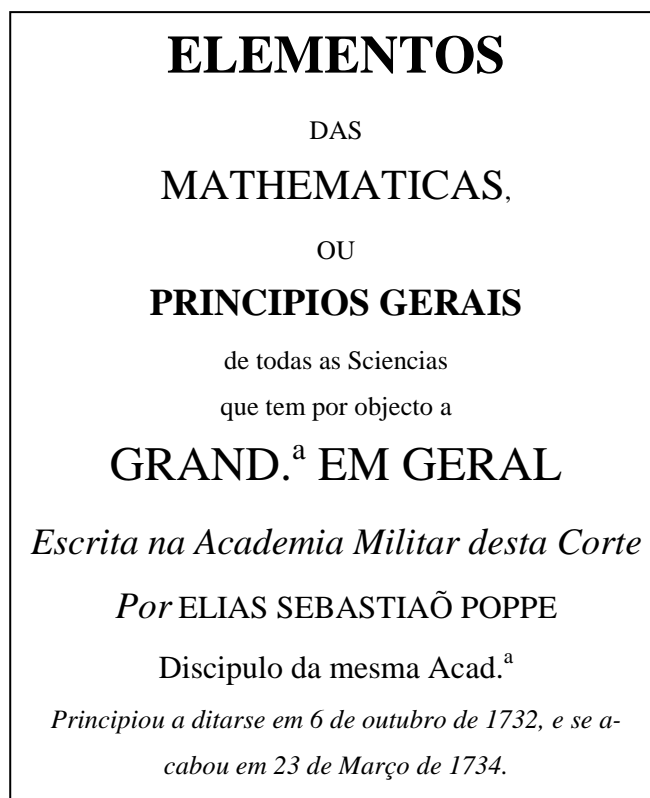 ELEMENTOS
DAS
MATHEMATICAS,
OU
PRINCIPIOS GERAIS
de todas as Sciencias
que tem por objecto a
GRAND.ª EM GERAL
Escrita na Academia Militar desta Corte
Por ELIAS SEBASTIAÕ POPPE
Discipulo da mesma Acad.ª
Principiou a ditarse em 6 de outubro de 1732, e se a-
cabou em 23 de Março de 1734.